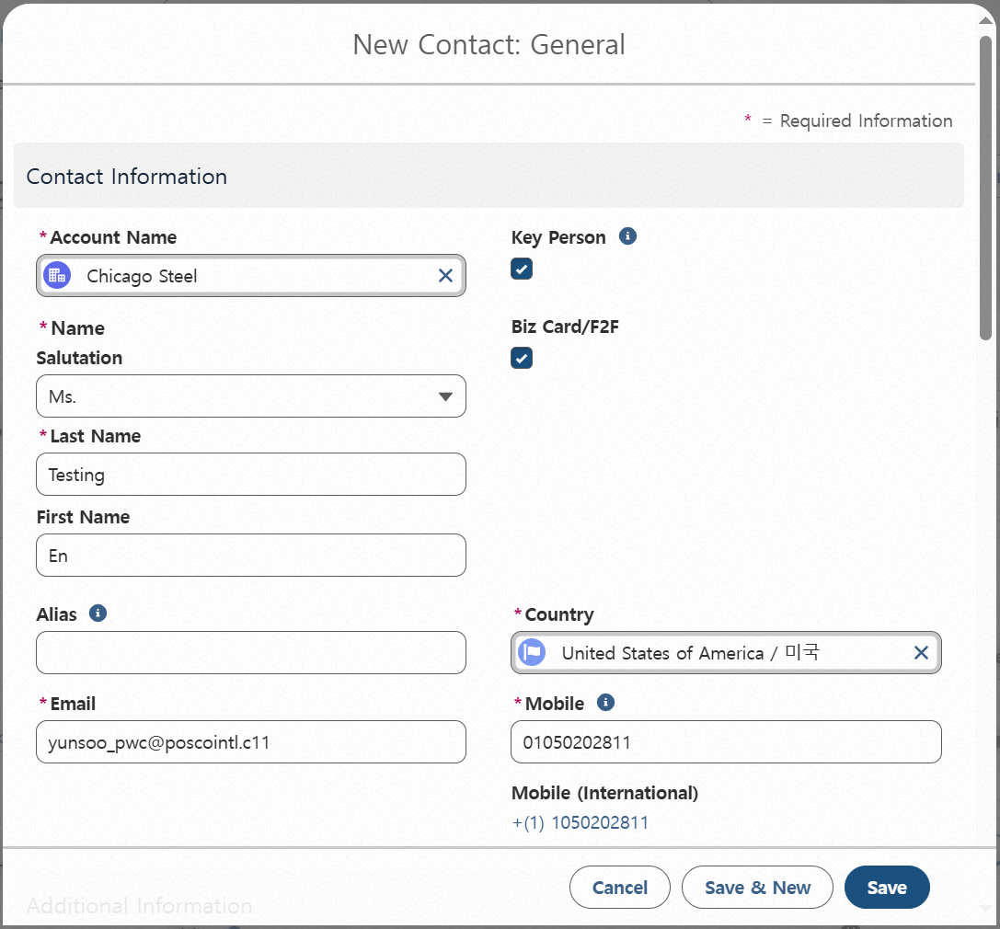 New Contact: General
* = Required Information
Contact Information
*Account Name
Chicago Steel
Key Person
*Name
Salutation
Ms.
Biz Card/F2F
*Last Name
Testing
First Name
En
Alias
*Country
United States of America / 미국
*Email
yunsoo_pwc@poscointl.c11
*Mobile
01050202811
Mobile (International)
+(1) 1050202811
Additional Information
Cancel
Save & New
Save